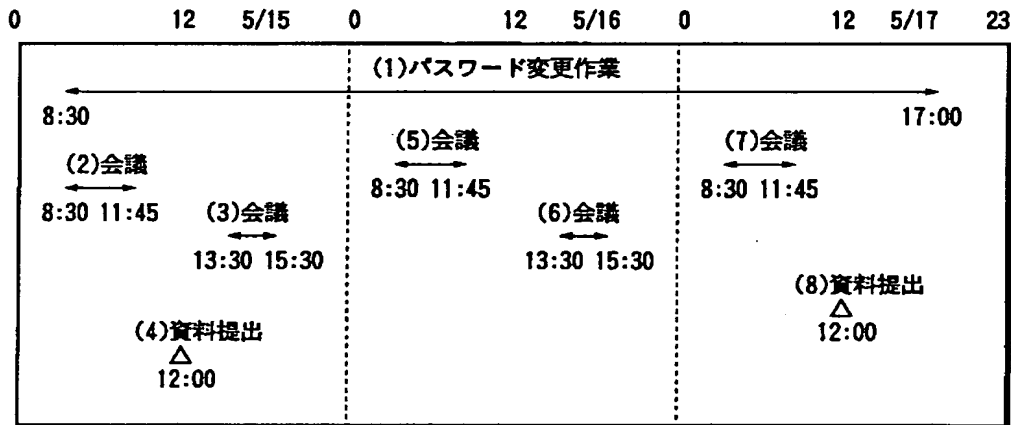 0 12 5/15 0 12 5/16 0 12 5/17 23
(1)パスワード変更作業
8:30 17:00
(2)会議 (5)会議 (7)会議
8:30 11:45 8:30 11:45 8:30 11:45
(3)会議 (6)会議
13:30 15:30 13:30 15:30
(8)資料提出
12:00
(4)資料提出
12:00